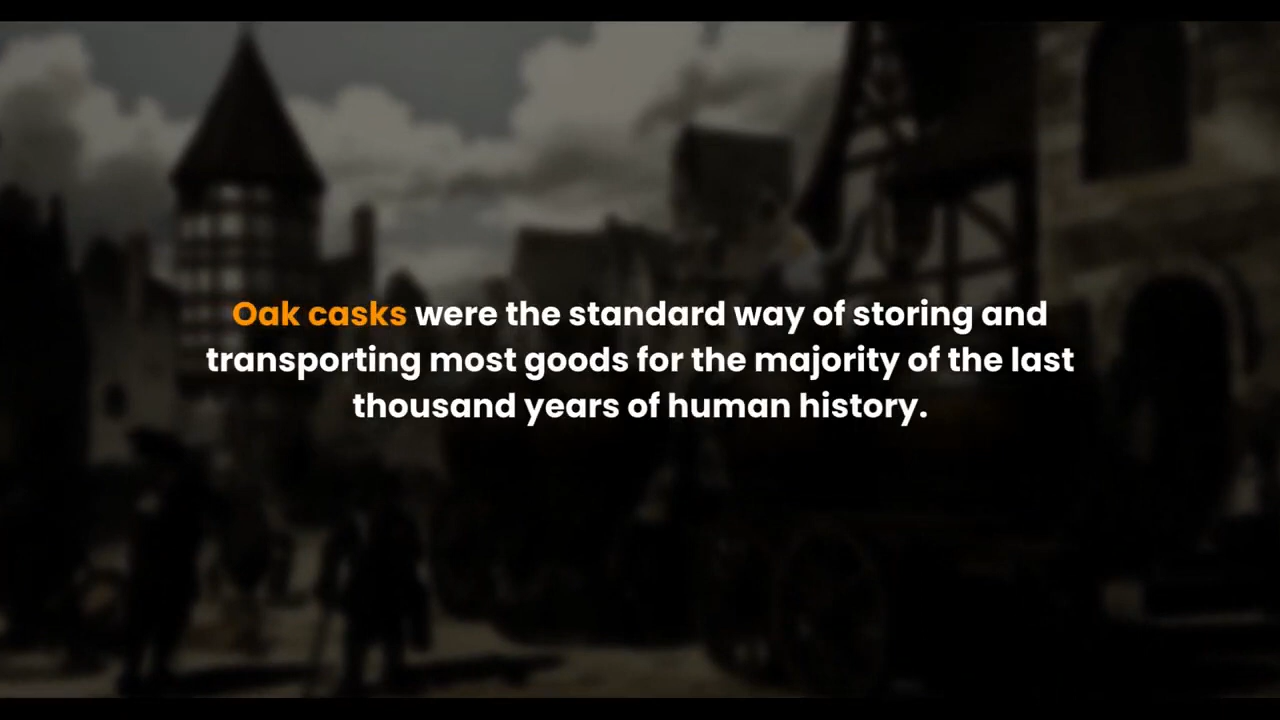 Oak casks were the standard way of storing and
transporting most goods for the majority of the last
thousand years of human history.